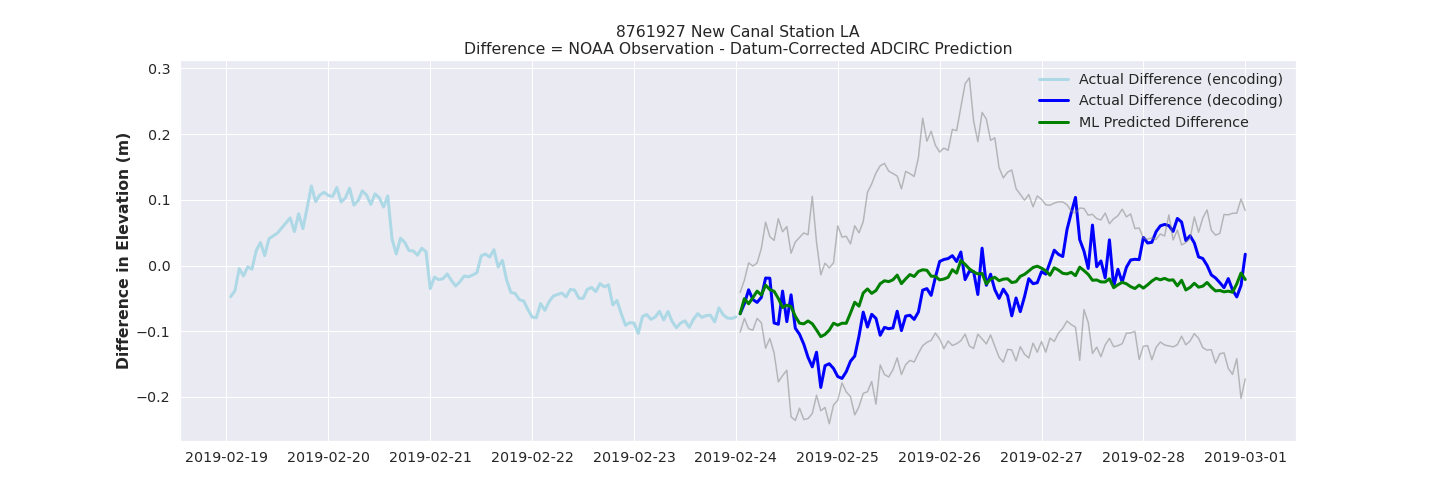 8761927 New Canal Station LA
Difference = NOAA Observation - Datum-Corrected ADCIRC Prediction
Difference in Elevation (m)
0.3
0.2
0.1
0.0
−0.1
−0.2
Actual Difference (encoding)
Actual Difference (decoding)
ML Predicted Difference
2019-02-19 2019-02-20 2019-02-21 2019-02-22 2019-02-23 2019-02-24 2019-02-25 2019-02-26 2019-02-27 2019-02-28 2019-03-01